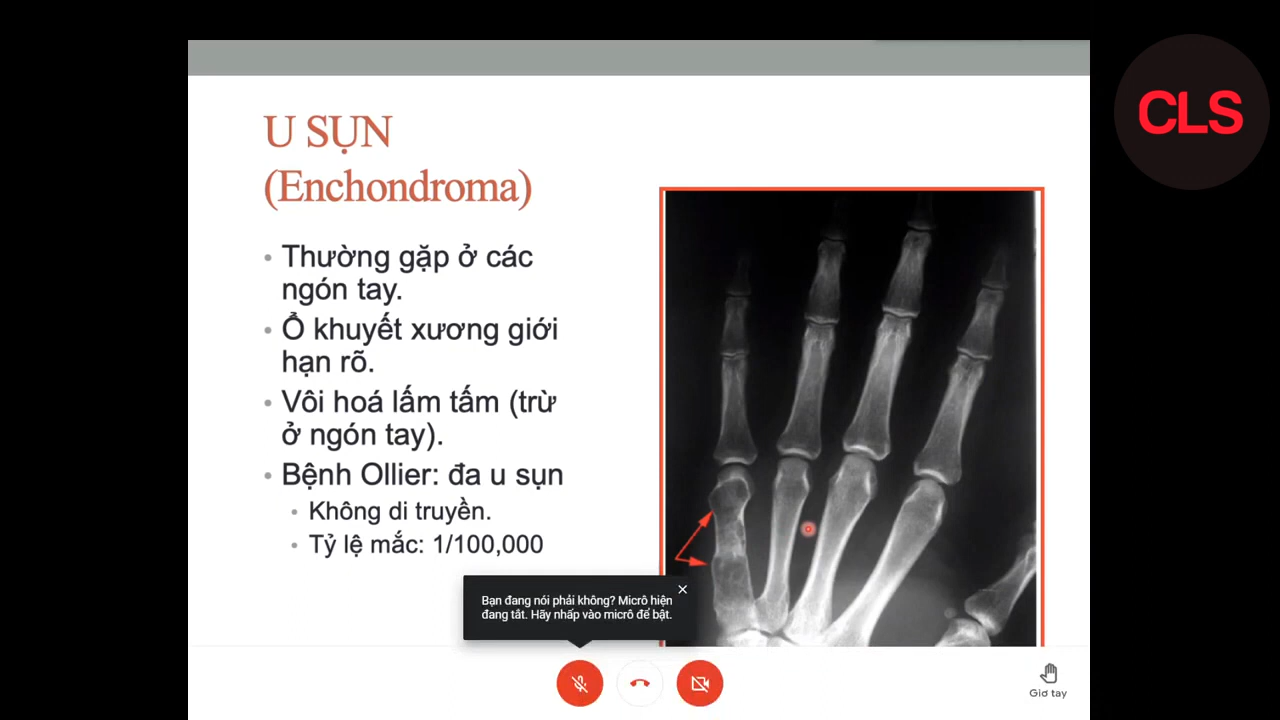 CLS
U SỤN
(Enchondroma)
• Thường gặp ở các
ngón tay.
• Ổ khuyết xương giới
hạn rõ.
• Vôi hoá lấm tấm (trừ
ở ngón tay).
• Bệnh Ollier: đa u sụn
• Không di truyền.
• Tỷ lệ mắc: 1/100,000
Bạn đang nói phải không? Micrô hiện
đang tắt. Hãy nhấp vào micrô để bật.
Giơ tay